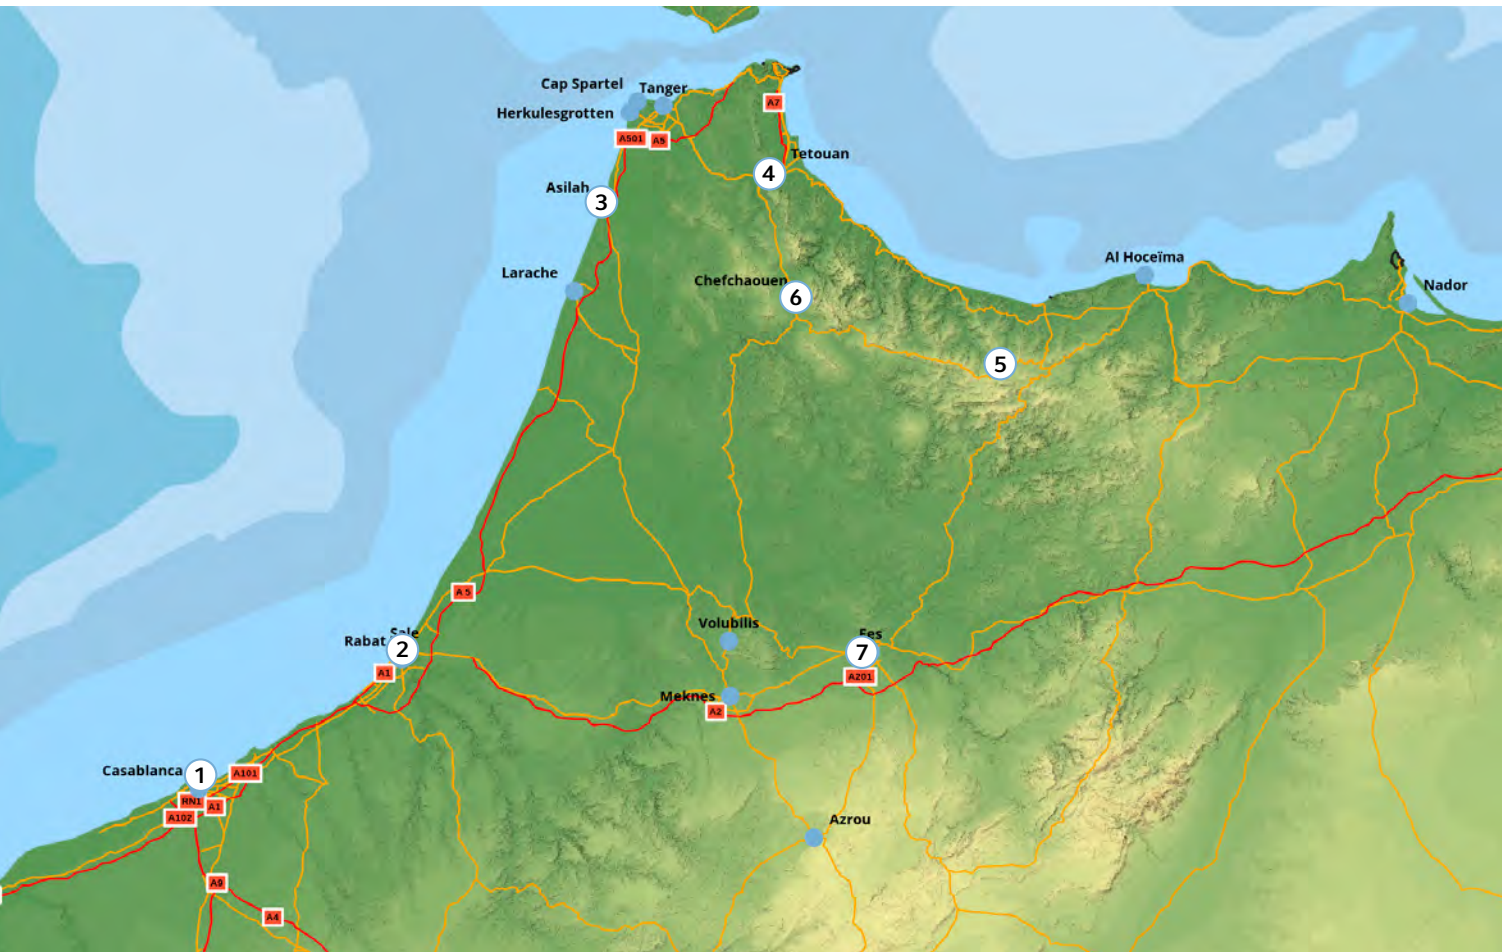 Cap Spartel
Tanger
Herkulesgrotten
A7
A501
A5
Tetouan
4
Asilah
3
Al Hoceïma
Larache
Chefchaouen
6
Nador
5
A 5
Volubilis
Rabat
Sale
2
Fes
7
A1
A201
Meknes
A2
Casablanca
1
A101
RN1
A1
A102
Azrou
A9
A4